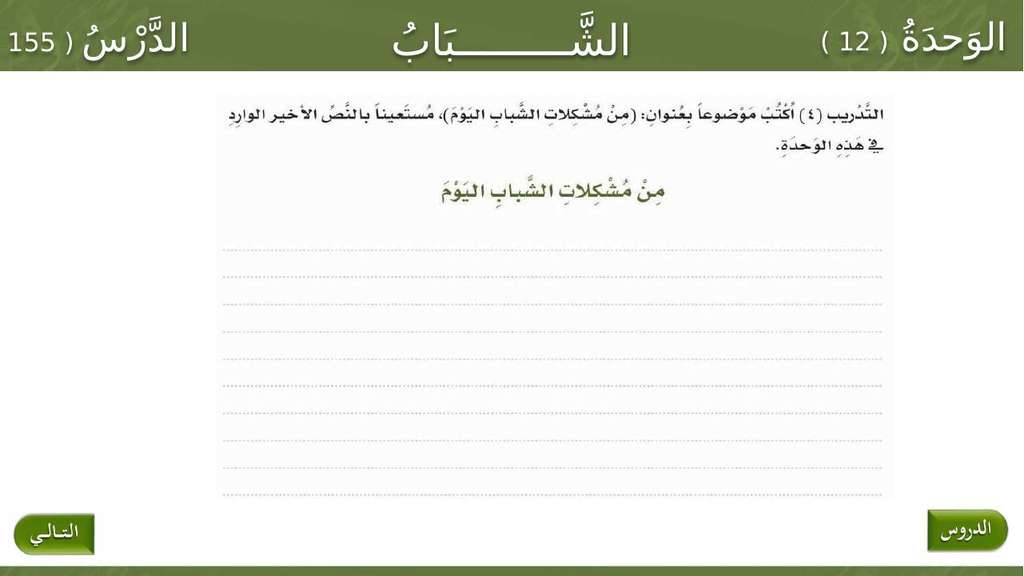 الوَحدَةُ ( 12 )
الشَّـــــــــبَابُ
الدَّرْسُ ( 155
التَّدْريب (٤) اُكْتُبْ مَوْضوعاً بِعُنوانِ: (مِنْ مُشْكِلاتِ الشَّبابِ اليَوْمَ)، مُستَعيناً بالنَّصِّ الأخير الوارِدِ
في هَذِهِ الوَحدَةِ.
مِنْ مُشْكِلاتِ الشَّبابِ اليَوْمَ
الدروس
التالي